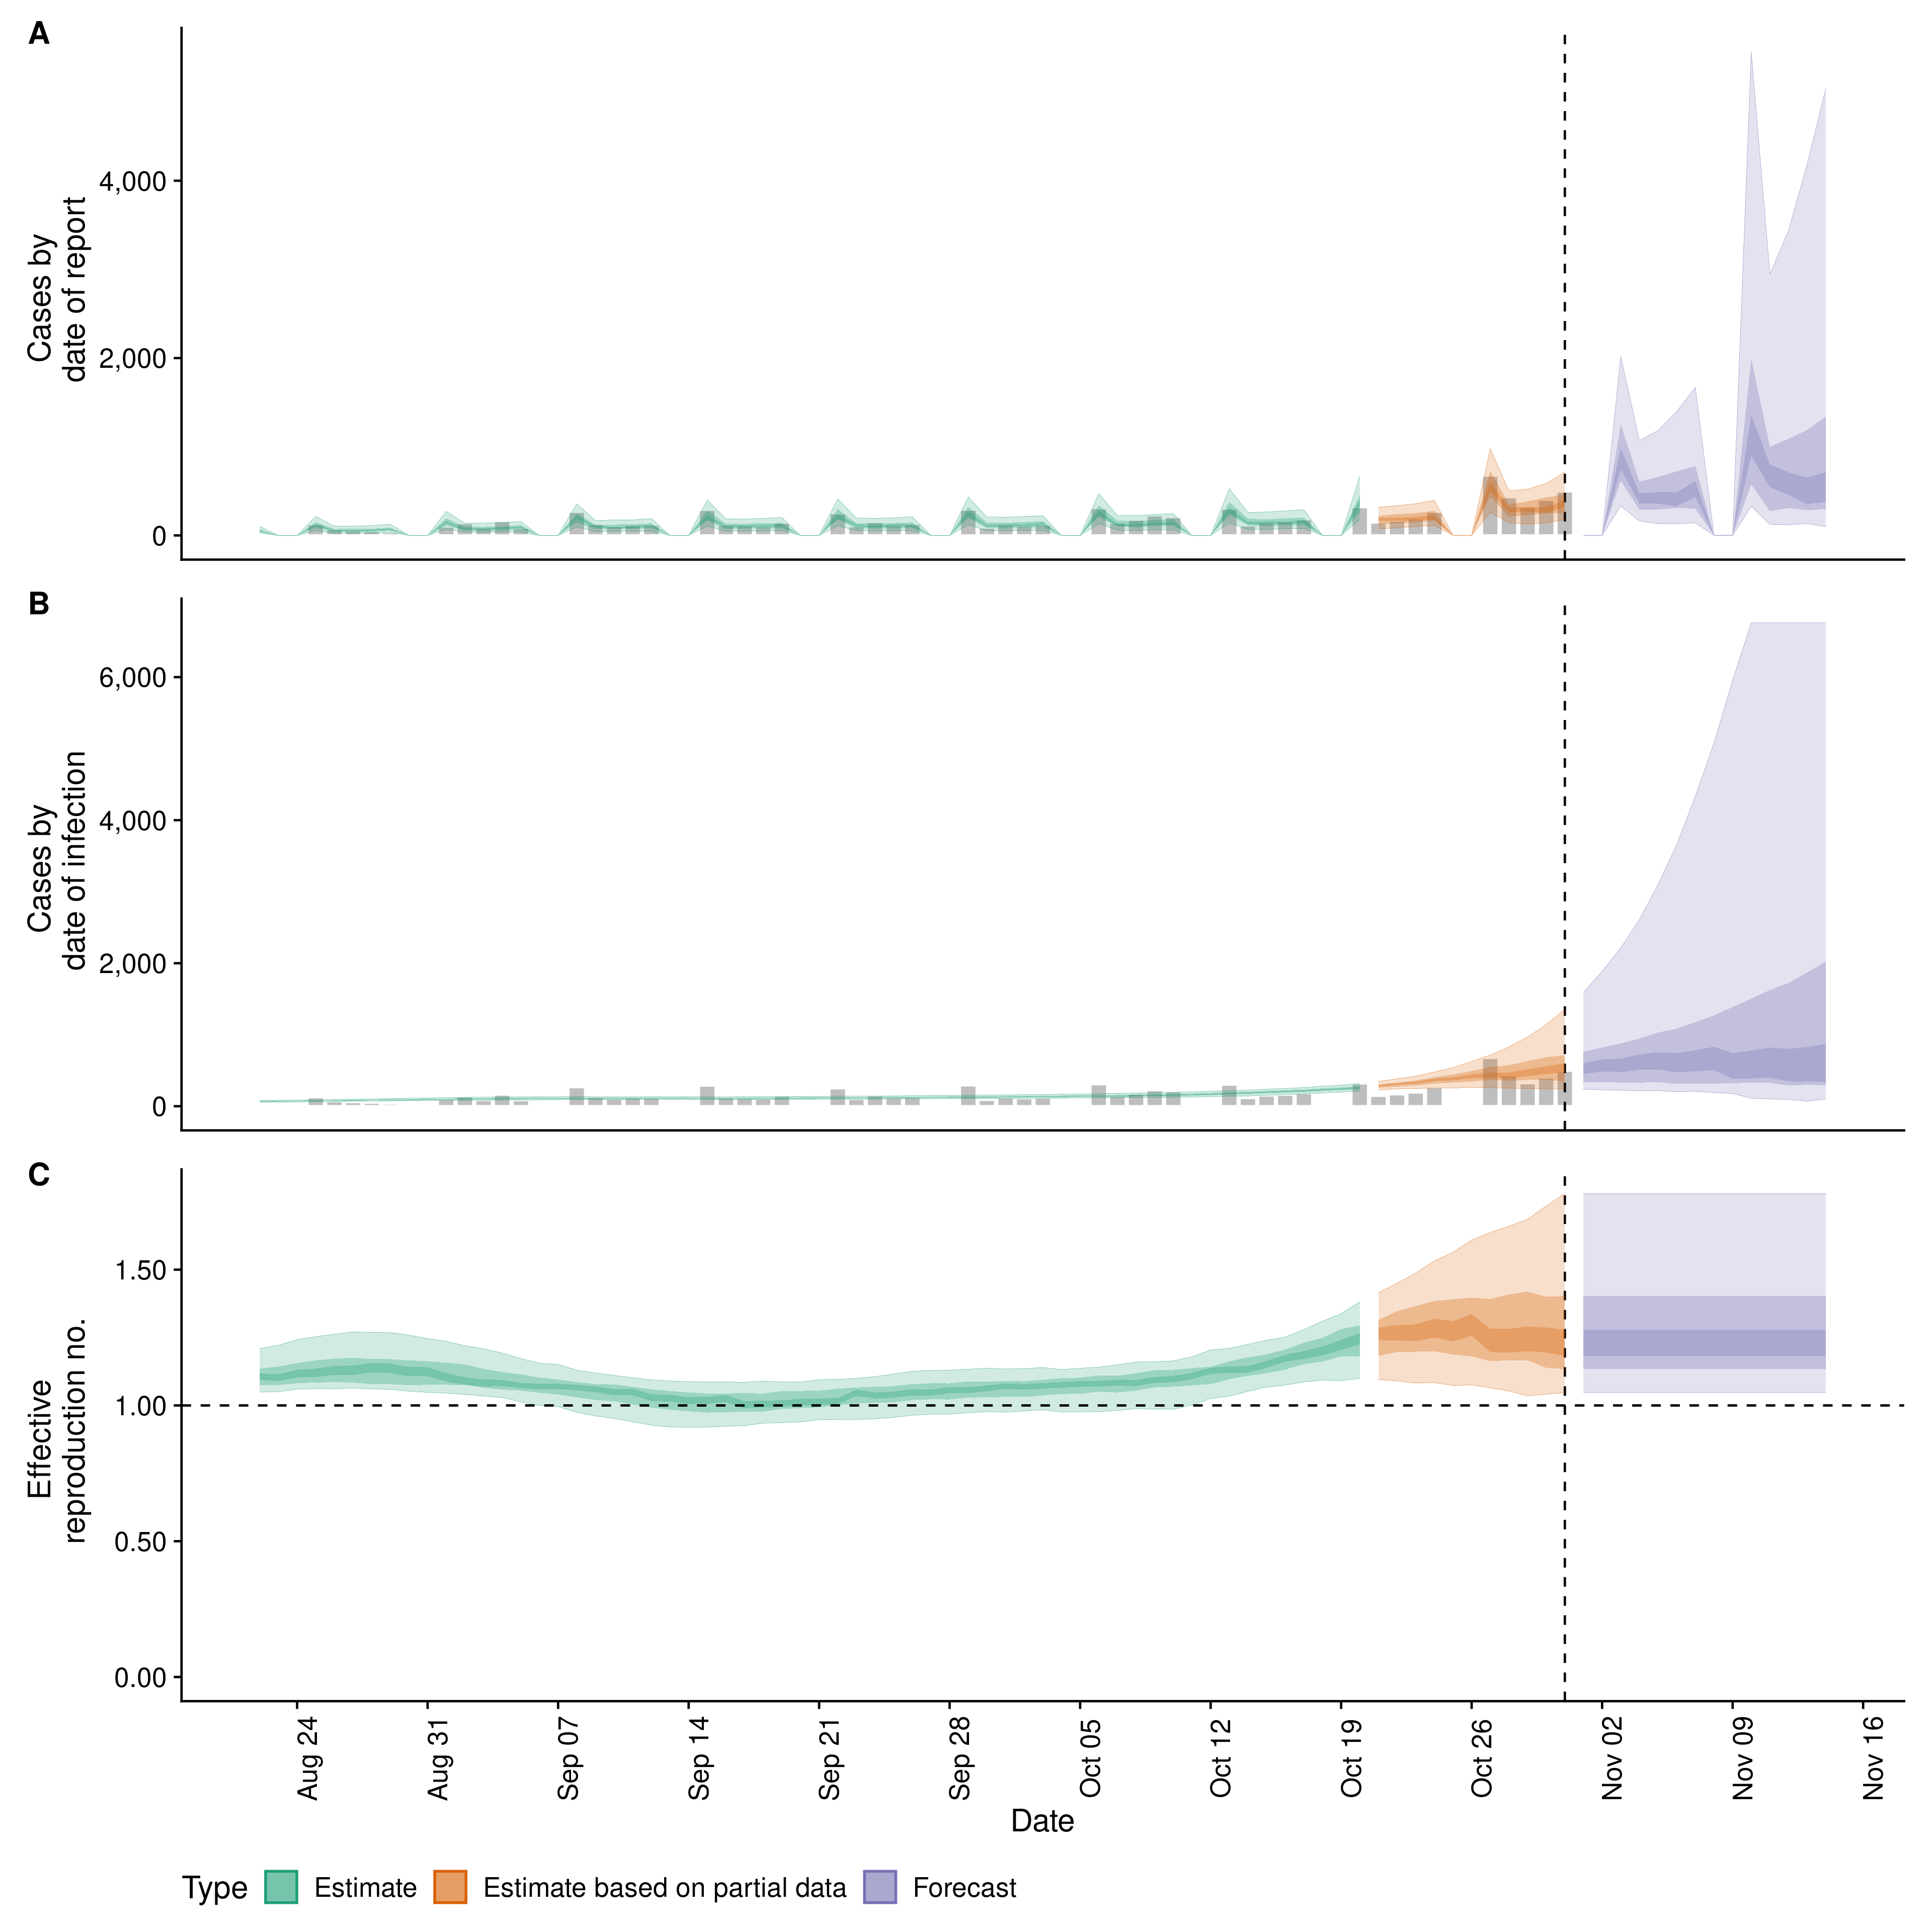 A
Cases by
date of report
4,000
2,000
0
B
Cases by
date of infection
6,000
4,000
2,000
0
C
Effective
reproduction no.
1.50
1.00
0.50
0.00
Aug 24
Aug 31
Sep 07
Sep 14
Sep 21
Sep 28
Oct 05
Oct 12
Oct 19
Oct 26
Nov 02
Nov 09
Nov 16
Date
Type Estimate Estimate based on partial data Forecast